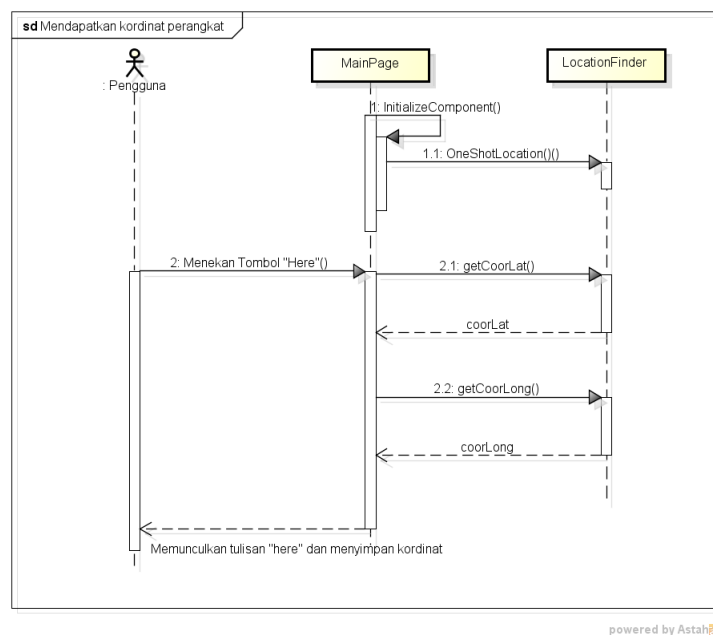 sd Mendapatkan kordinat perangkat
: Pengguna
MainPage
LocationFinder
1: InitializeComponent()
1.1: OneShotLocation()()
2: Menekan Tombol "Here"()
2.1: getCoorLat()
coorLat
2.2: getCoorLong()
coorLong
Memunculkan tulisan "here" dan menyimpan kordinat
powered by Astah